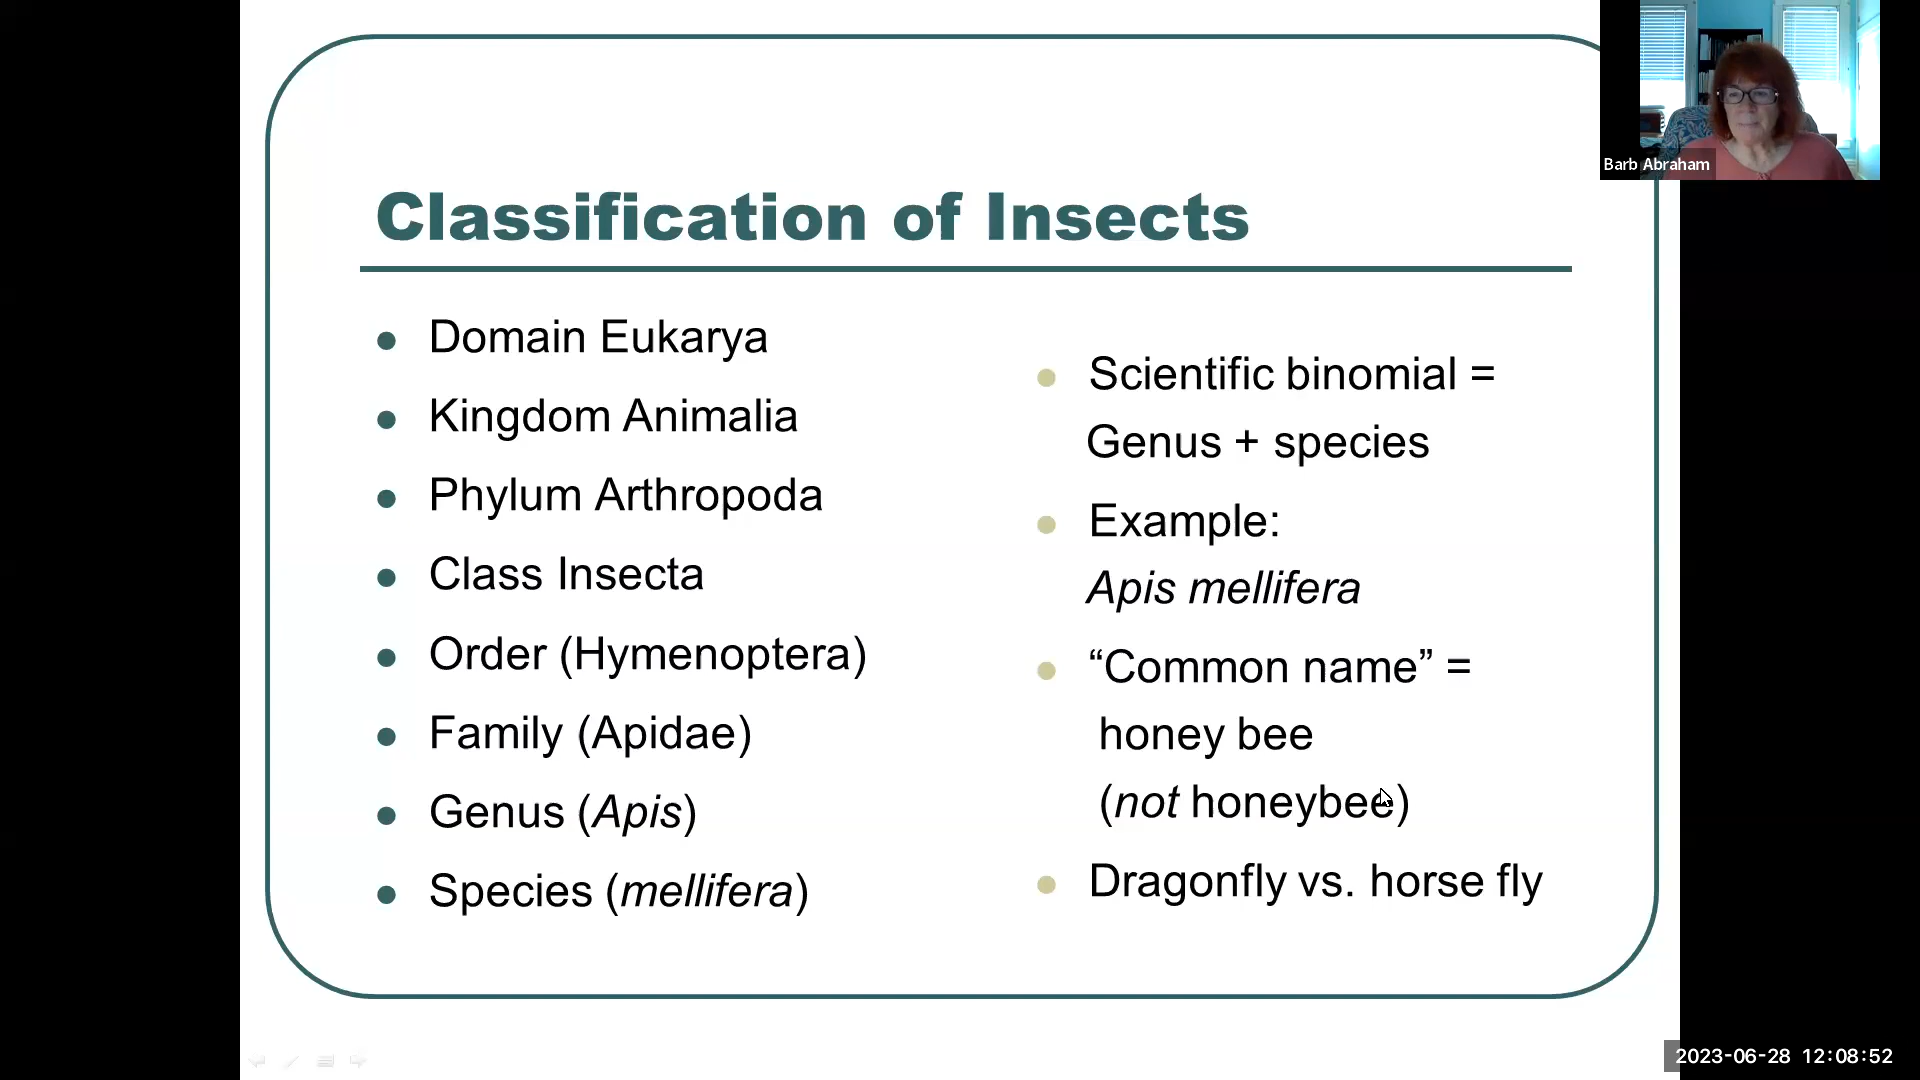 Classification of Insects
Domain Eukarya
Kingdom Animalia
Phylum Arthropoda
Class Insecta
Order (Hymenoptera)
Family (Apidae)
Genus (Apis)
Species (mellifera)
Scientific binomial =
Genus + species
Example:
Apis mellifera
“Common name” =
honey bee
(not honeybee)
Dragonfly vs. horse fly
Barb Abraham
2023-06-28 12:08:52